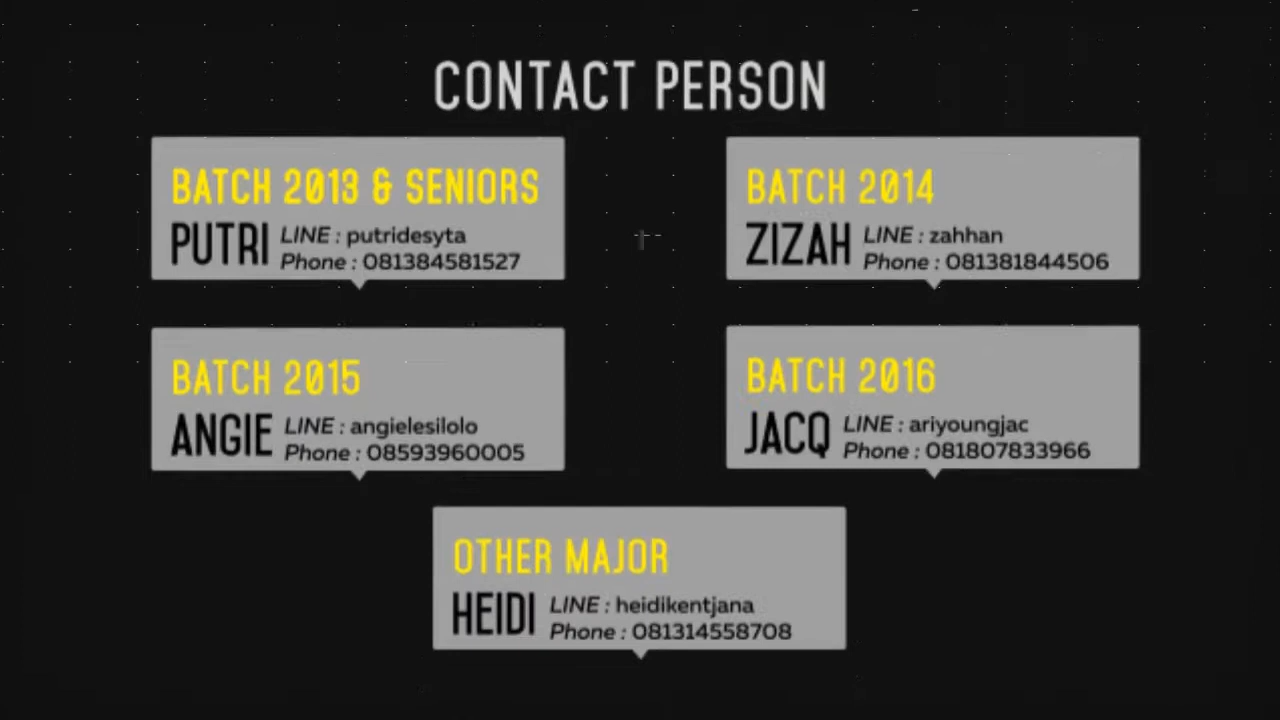 CONTACT PERSON
BATCH 2013 & SENIORS
PUTRI
LINE : putridesyta
Phone : 081384581527
BATCH 2014
ZIZAH
LINE : zahhan
Phone : 081381844506
BATCH 2015
ANGIE
LINE : angielesilolo
Phone : 08593960005
BATCH 2016
JACQ
LINE : ariyoungjac
Phone : 081807833966
OTHER MAJOR
HEIDI
LINE : heidikentjana
Phone : 081314558708